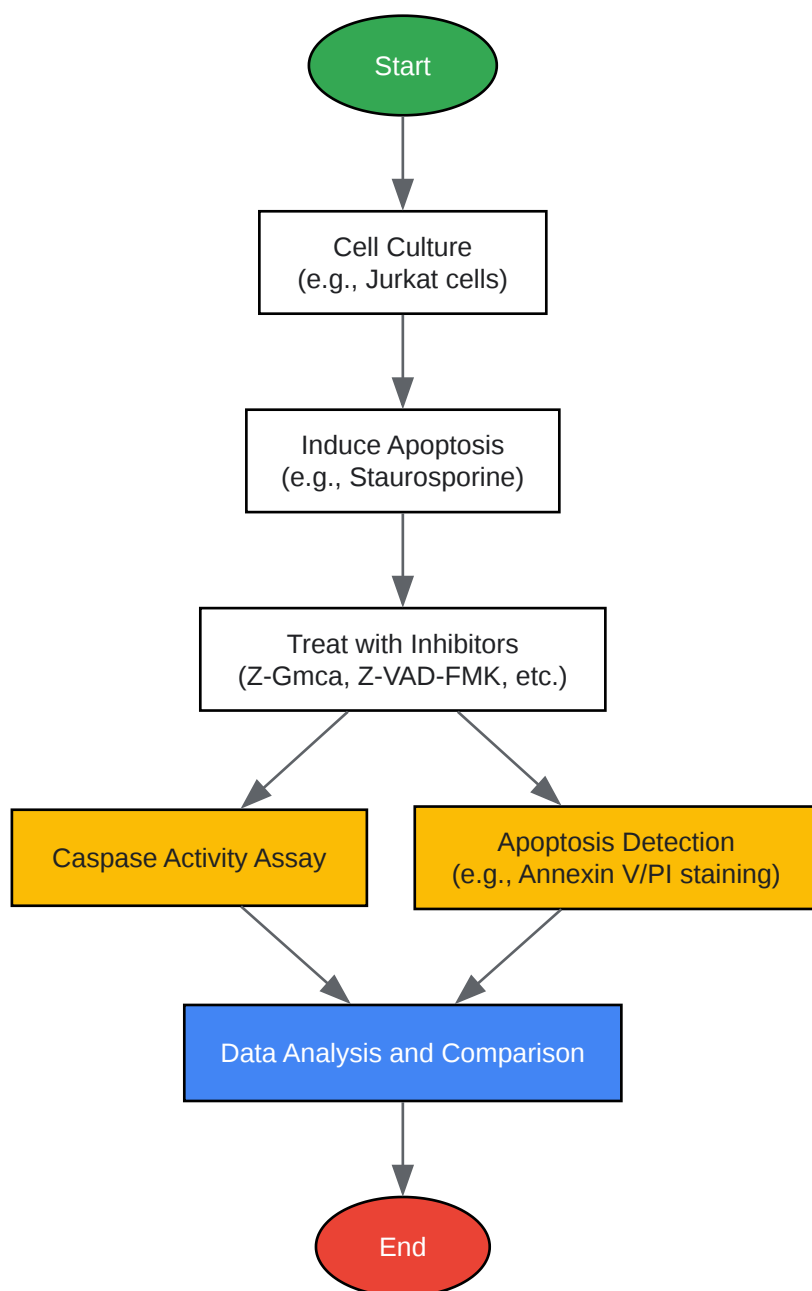 Start
Cell Culture
(e.g., Jurkat cells)
Induce Apoptosis
(e.g., Staurosporine)
Treat with Inhibitors
(Z-Gmca, Z-VAD-FMK, etc.)
Caspase Activity Assay
Apoptosis Detection
(e.g., Annexin V/PI staining)
Data Analysis and Comparison
End